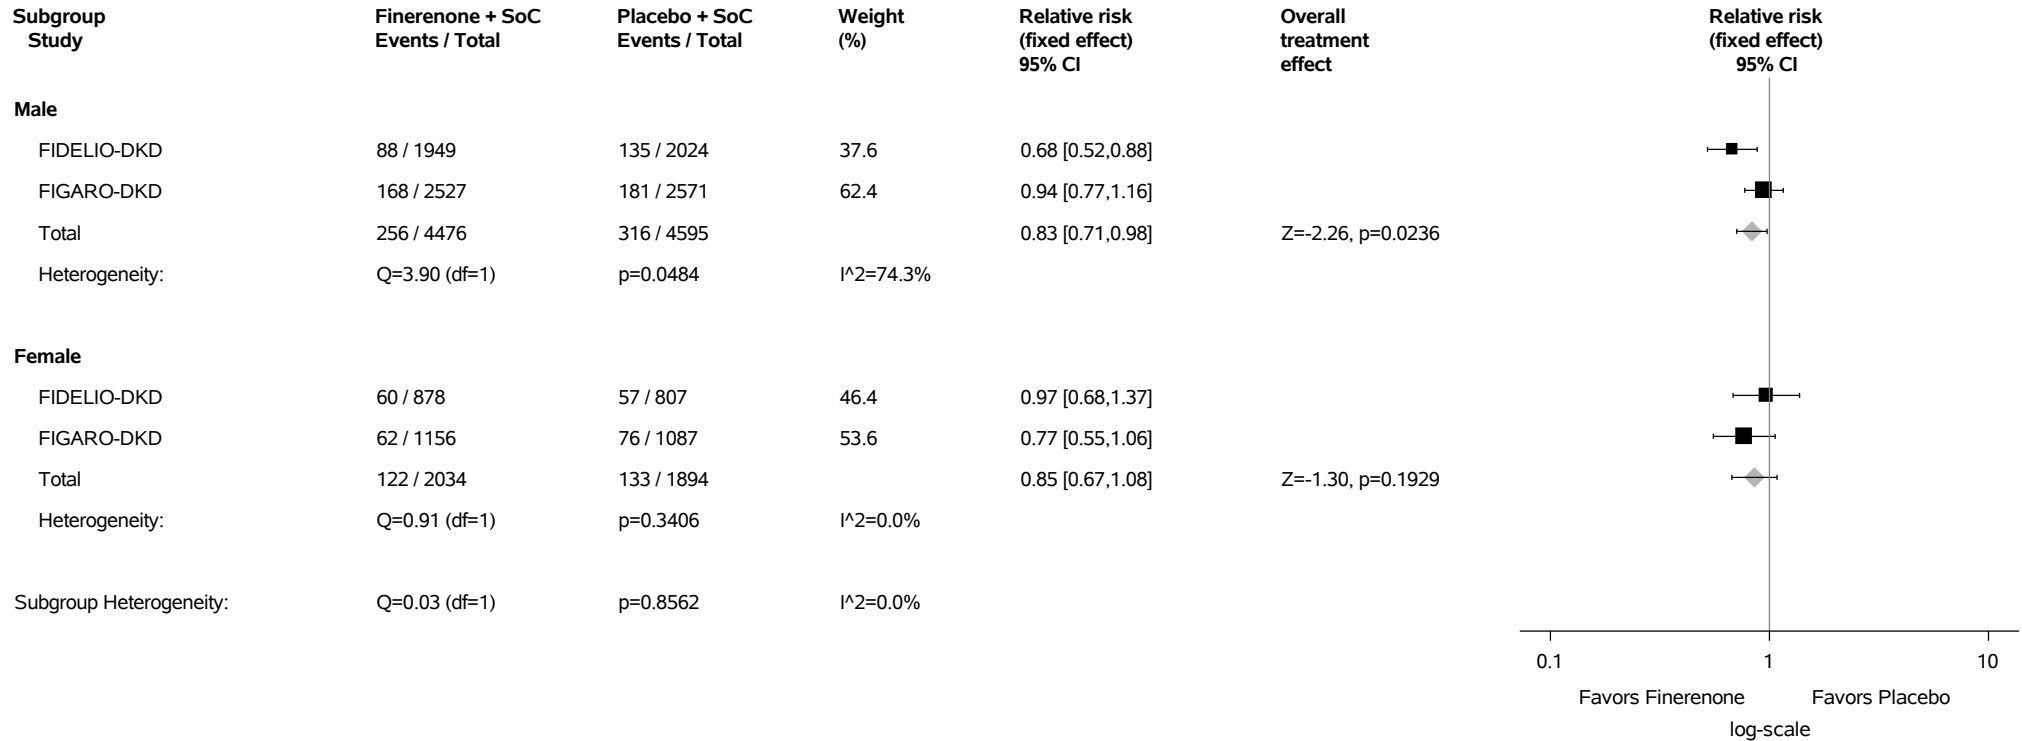 Subgroup Finerenone + SoC Placebo + SoC Weight Relative risk Overall Relative risk
Study Events / Total Events / Total (%) (fixed effect) treatment (fixed effect)
95% CI effect 95% CI
Male
FIDELIO-DKD 88 / 1949 135 / 2024 37.6 0.68 [0.52,0.88]
FIGARO-DKD 168 / 2527 181 / 2571 62.4 0.94 [0.77,1.16]
Total 256 / 4476 316 / 4595 0.83 [0.71,0.98] Z=-2.26, p=0.0236
Heterogeneity: Q=3.90 (df=1) p=0.0484 I^2=74.3%
Female
FIDELIO-DKD 60 / 878 57 / 807 46.4 0.97 [0.68,1.37]
FIGARO-DKD 62 / 1156 76 / 1087 53.6 0.77 [0.55,1.06]
Total 122 / 2034 133 / 1894 0.85 [0.67,1.08] Z=-1.30, p=0.1929
Heterogeneity: Q=0.91 (df=1) p=0.3406 I^2=0.0%
Subgroup Heterogeneity: Q=0.03 (df=1) p=0.8562 I^2=0.0%
0.1 1 10
Favors Finerenone Favors Placebo
log-scale